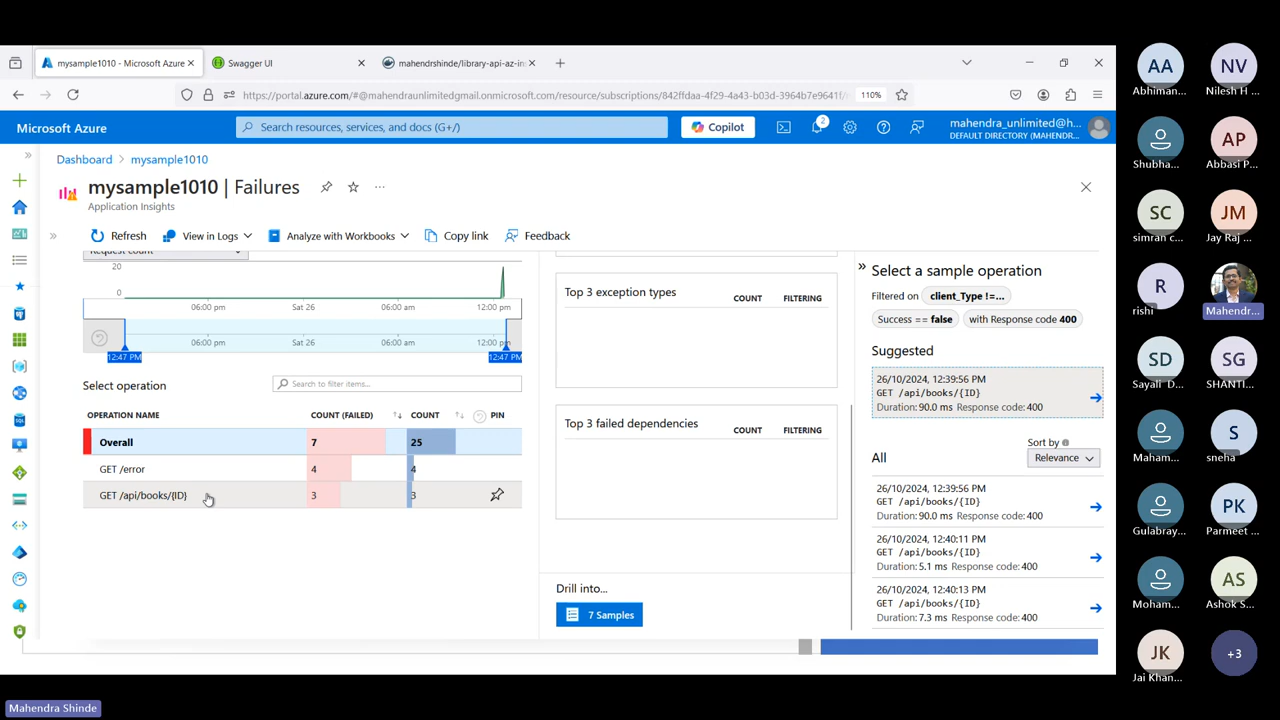 mysample1010 - Microsoft Azure
Swagger UI
mahendrshinde/library-api-az-in
https://portal.azure.com/#@mahendraunlimitedgmail.onmicrosoft.com/resource/subscriptions/842ffdaa-4f29-4a43-b03d-3964b7e9641f/
110%
Microsoft Azure
Search resources, services, and docs (G+/)
Copilot
2
mahendra_unlimited@h...
DEFAULT DIRECTORY (MAHENDR...
Dashboard > mysample1010
mysample1010 | Failures
Application Insights
Refresh
View in Logs
Analyze with Workbooks
Copy link
Feedback
Request count
20
0
06:00 pm
Sat 26
06:00 am
12:00 pm
06:00 pm
Sat 26
06:00 am
12:00 pm
12:47 PM
12:47 PM
Select operation
Search to filter items...
OPERATION NAME COUNT (FAILED) COUNT PIN
Overall 7 25
GET /error 4 4
GET /api/books/{ID} 3 3
Top 3 exception types COUNT FILTERING
Top 3 failed dependencies COUNT FILTERING
Drill into...
7 Samples
Select a sample operation
Filtered on client_Type !=...
Success == false with Response code 400
Suggested
26/10/2024, 12:39:56 PM
GET /api/books/{ID}
Duration: 90.0 ms Response code: 400
All
Sort by
Relevance
26/10/2024, 12:39:56 PM
GET /api/books/{ID}
Duration: 90.0 ms Response code: 400
26/10/2024, 12:40:11 PM
GET /api/books/{ID}
Duration: 5.1 ms Response code: 400
26/10/2024, 12:40:13 PM
GET /api/books/{ID}
Duration: 7.3 ms Response code: 400
AA
Abhiman...
NV
Nilesh H ...
Shubha...
AP
Abbasi P...
SC
simran c...
JM
Jay Raj ...
R
rishi
Mahendr...
SD
Sayali D...
SG
SHANTI...
Maham...
S
sneha
Gulabray...
PK
Parmeet ...
Moham...
AS
Ashok S...
JK
Jai Khan...
+3
Mahendra Shinde